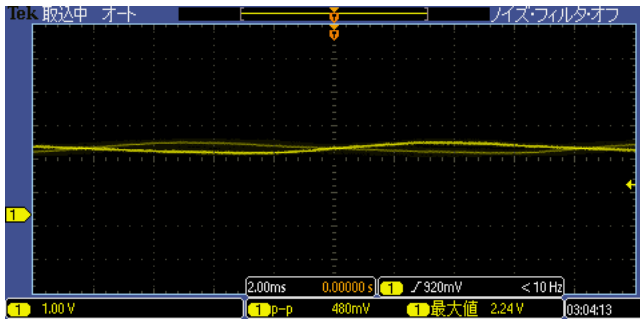 Tek 取込中 オート ノイズ・フィルタ・オフ
1
2.00ms 0.00000 s 1 920mV < 10 Hz
1 1.00 V 1 p-p 480mV 1 最大値 2.24 V 03:04:13